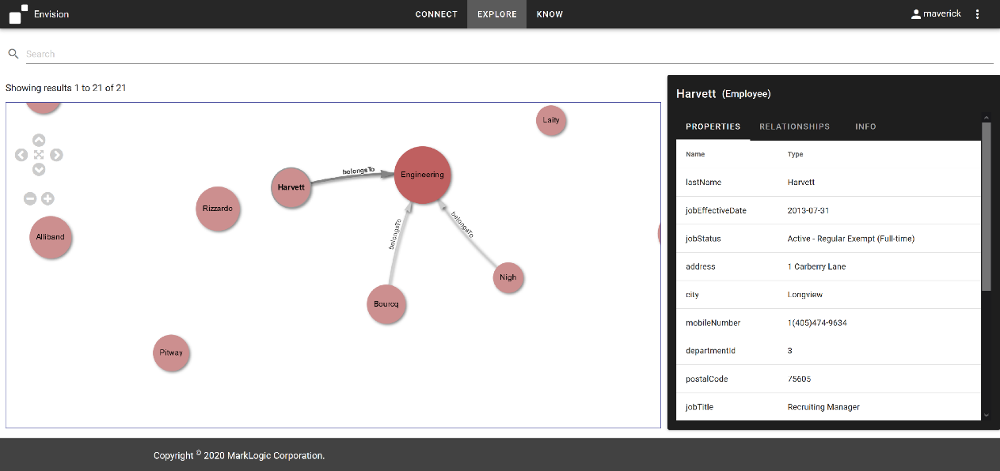 Envision
CONNECT
EXPLORE
KNOW
maverick
Search
Showing results 1 to 21 of 21
Laity
Engineering
belongsTo
Harvett
Rizzardo
Alliband
belongsTo
belongsTo
Nigh
Bourcq
Pitway
Harvett (Employee)
PROPERTIES
RELATIONSHIPS
INFO
Name Type
lastName Harvett
jobEffectiveDate 2013-07-31
jobStatus Active - Regular Exempt (Full-time)
address 1 Carberry Lane
city Longview
mobileNumber 1(405)474-9634
departmentId 3
postalCode 75605
jobTitle Recruiting Manager
Copyright © 2020 MarkLogic Corporation.